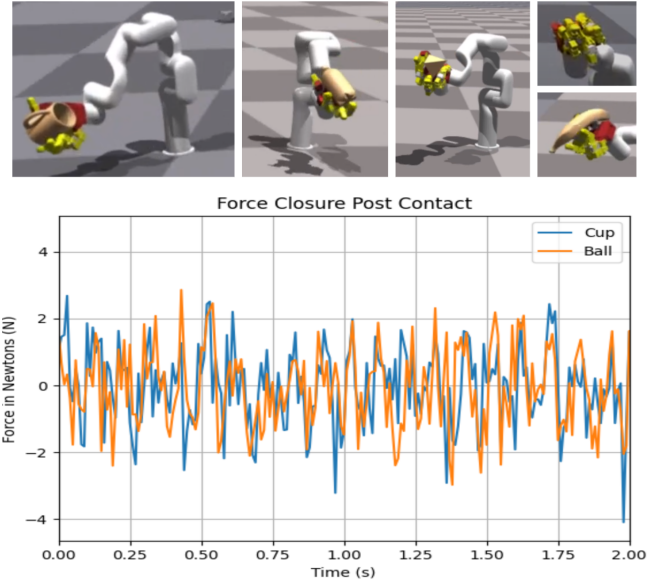 Force Closure Post Contact
Cup
Ball
Force in Newtons (N)
4
2
0
−2
−4
0.00 0.25 0.50 0.75 1.00 1.25 1.50 1.75 2.00
Time (s)